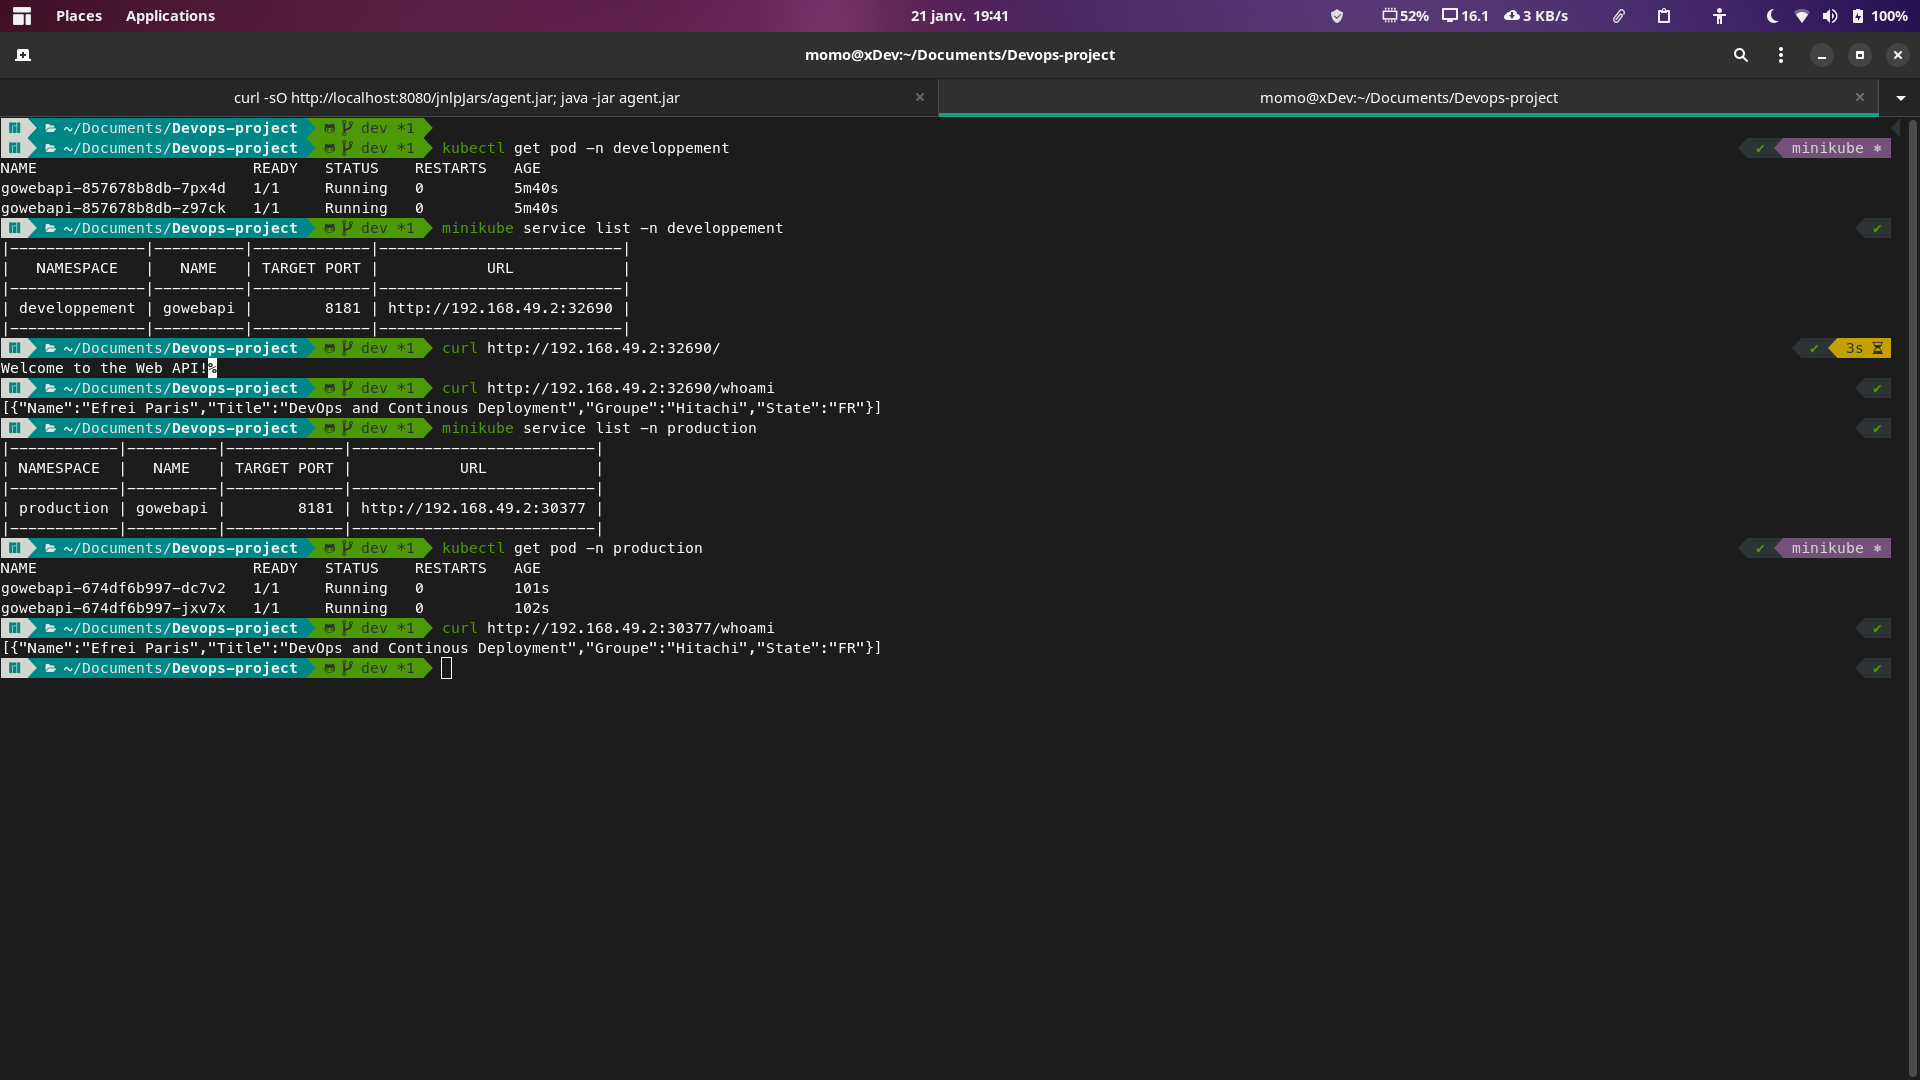 Places Applications 21 janv. 19:41 52% 16.1 3 KB/s 100%
momo@xDev:~/Documents/Devops-project
curl -sO http://localhost:8080/jnlpJars/agent.jar; java -jar agent.jar momo@xDev:~/Documents/Devops-project
~/Documents/Devops-project dev *1
~/Documents/Devops-project dev *1 kubectl get pod -n developpement ✔ minikube ⎈
NAME READY STATUS RESTARTS AGE
gowebapi-857678b8db-7px4d 1/1 Running 0 5m40s
gowebapi-857678b8db-z97ck 1/1 Running 0 5m40s
~/Documents/Devops-project dev *1 minikube service list -n developpement ✔
|---------------|----------|-------------|---------------------------|
| NAMESPACE | NAME | TARGET PORT | URL |
|---------------|----------|-------------|---------------------------|
| developpement | gowebapi | 8181 | http://192.168.49.2:32690 |
|---------------|----------|-------------|---------------------------|
~/Documents/Devops-project dev *1 curl http://192.168.49.2:32690/ ✔ 3s
Welcome to the Web API!%
~/Documents/Devops-project dev *1 curl http://192.168.49.2:32690/whoami ✔
[{"Name":"Efrei Paris","Title":"DevOps and Continous Deployment","Groupe":"Hitachi","State":"FR"}]
~/Documents/Devops-project dev *1 minikube service list -n production ✔
|------------|----------|-------------|---------------------------|
| NAMESPACE | NAME | TARGET PORT | URL |
|------------|----------|-------------|---------------------------|
| production | gowebapi | 8181 | http://192.168.49.2:30377 |
|------------|----------|-------------|---------------------------|
~/Documents/Devops-project dev *1 kubectl get pod -n production ✔ minikube ⎈
NAME READY STATUS RESTARTS AGE
gowebapi-674df6b997-dc7v2 1/1 Running 0 101s
gowebapi-674df6b997-jxv7x 1/1 Running 0 102s
~/Documents/Devops-project dev *1 curl http://192.168.49.2:30377/whoami ✔
[{"Name":"Efrei Paris","Title":"DevOps and Continous Deployment","Groupe":"Hitachi","State":"FR"}]
~/Documents/Devops-project dev *1 ✔